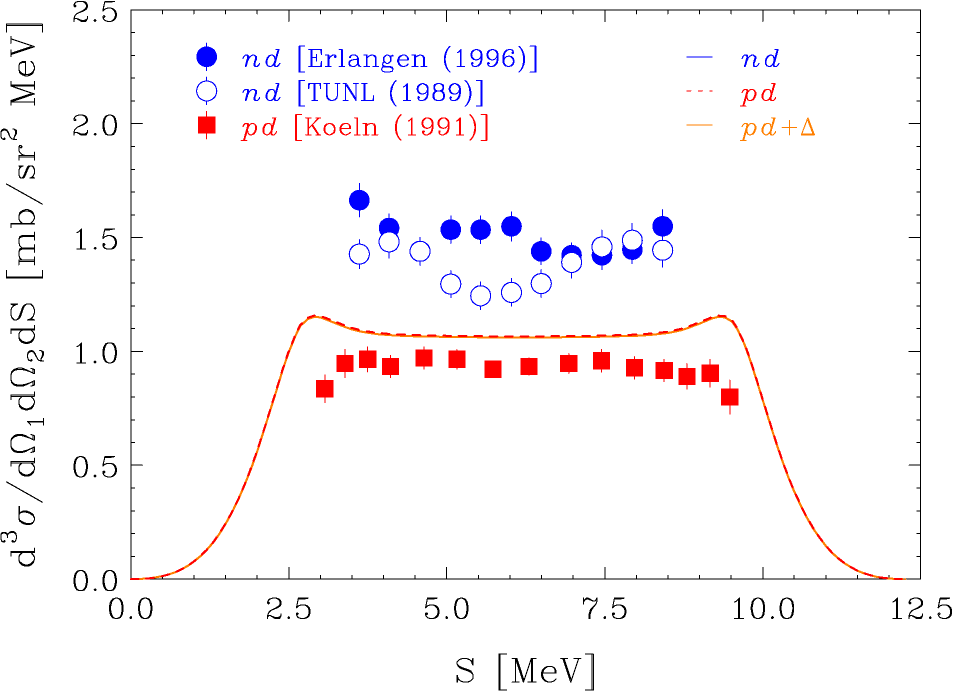 2.5
2.0
1.5
1.0
0.5
0.0
d³σ/dΩ₁dΩ₂dS [mb/sr² MeV]
nd [Erlangen (1996)]
nd [TUNL (1989)]
pd [Koeln (1991)]
nd
pd
pd+Δ
0.0 2.5 5.0 7.5 10.0 12.5
S [MeV]